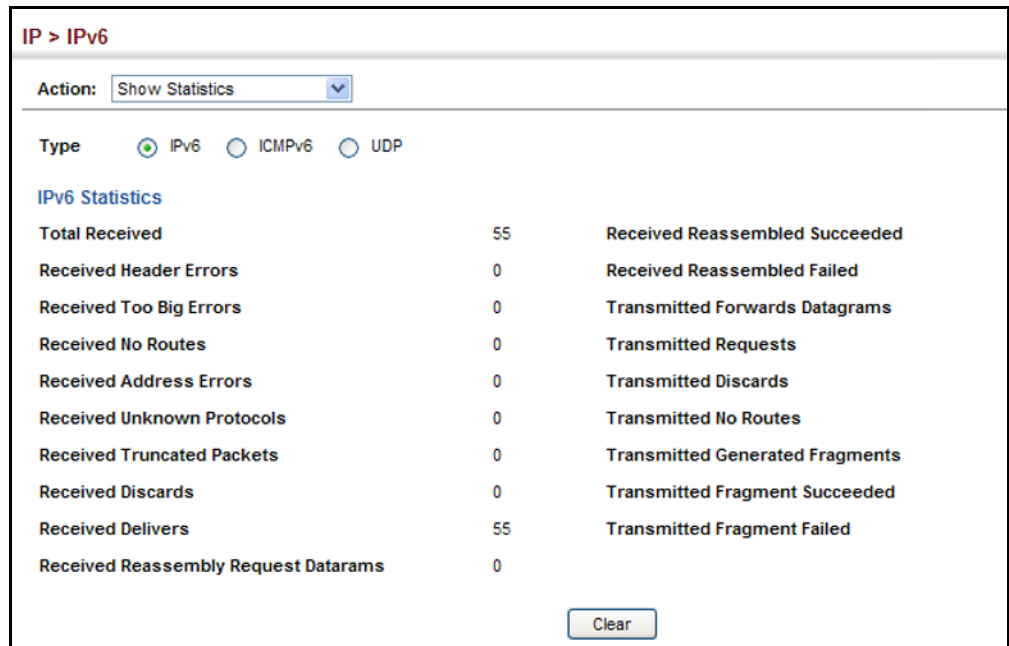 IP > IPv6
Action: Show Statistics
Type IPv6 ICMPv6 UDP
IPv6 Statistics
Total Received 55 Received Reassembled Succeeded
Received Header Errors 0 Received Reassembled Failed
Received Too Big Errors 0 Transmitted Forwards Datagrams
Received No Routes 0 Transmitted Requests
Received Address Errors 0 Transmitted Discards
Received Unknown Protocols 0 Transmitted No Routes
Received Truncated Packets 0 Transmitted Generated Fragments
Received Discards 0 Transmitted Fragment Succeeded
Received Delivers 55 Transmitted Fragment Failed
Received Reassembly Request Datarams 0
Clear